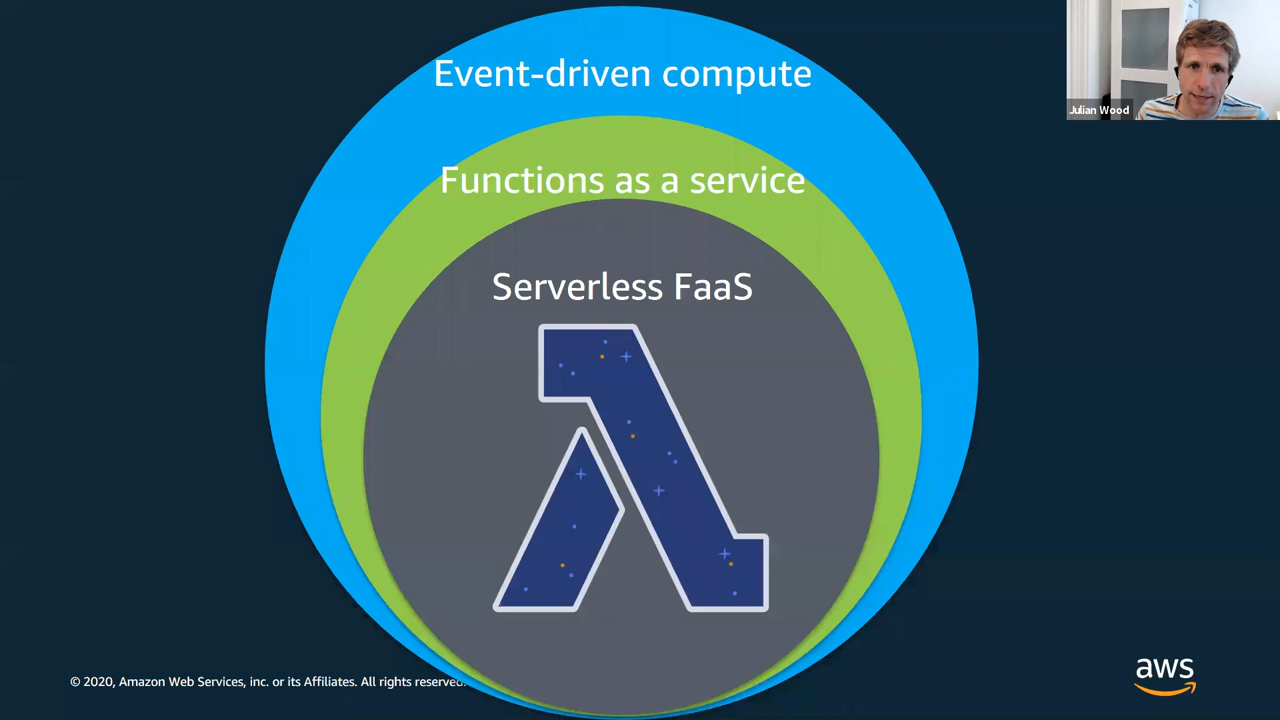 Event-driven compute
Julian Wood
Functions as a service
Serverless FaaS
© 2020, Amazon Web Services, inc. or its Affiliates. All rights reserved.
aws